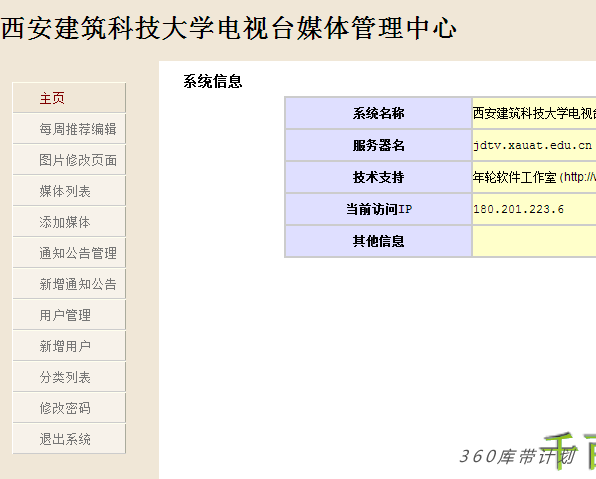 西安建筑科技大学电视台媒体管理中心
主页
每周推荐编辑
图片修改页面
媒体列表
添加媒体
通知公告管理
新增通知公告
用户管理
新增用户
分类列表
修改密码
退出系统
系统信息
系统名称 西安建筑科技大学电视台
服务器名 jdtv.xauat.edu.cn
技术支持 年轮软件工作室 (http://
当前访问IP 180.201.223.6
其他信息
千
360库带计划